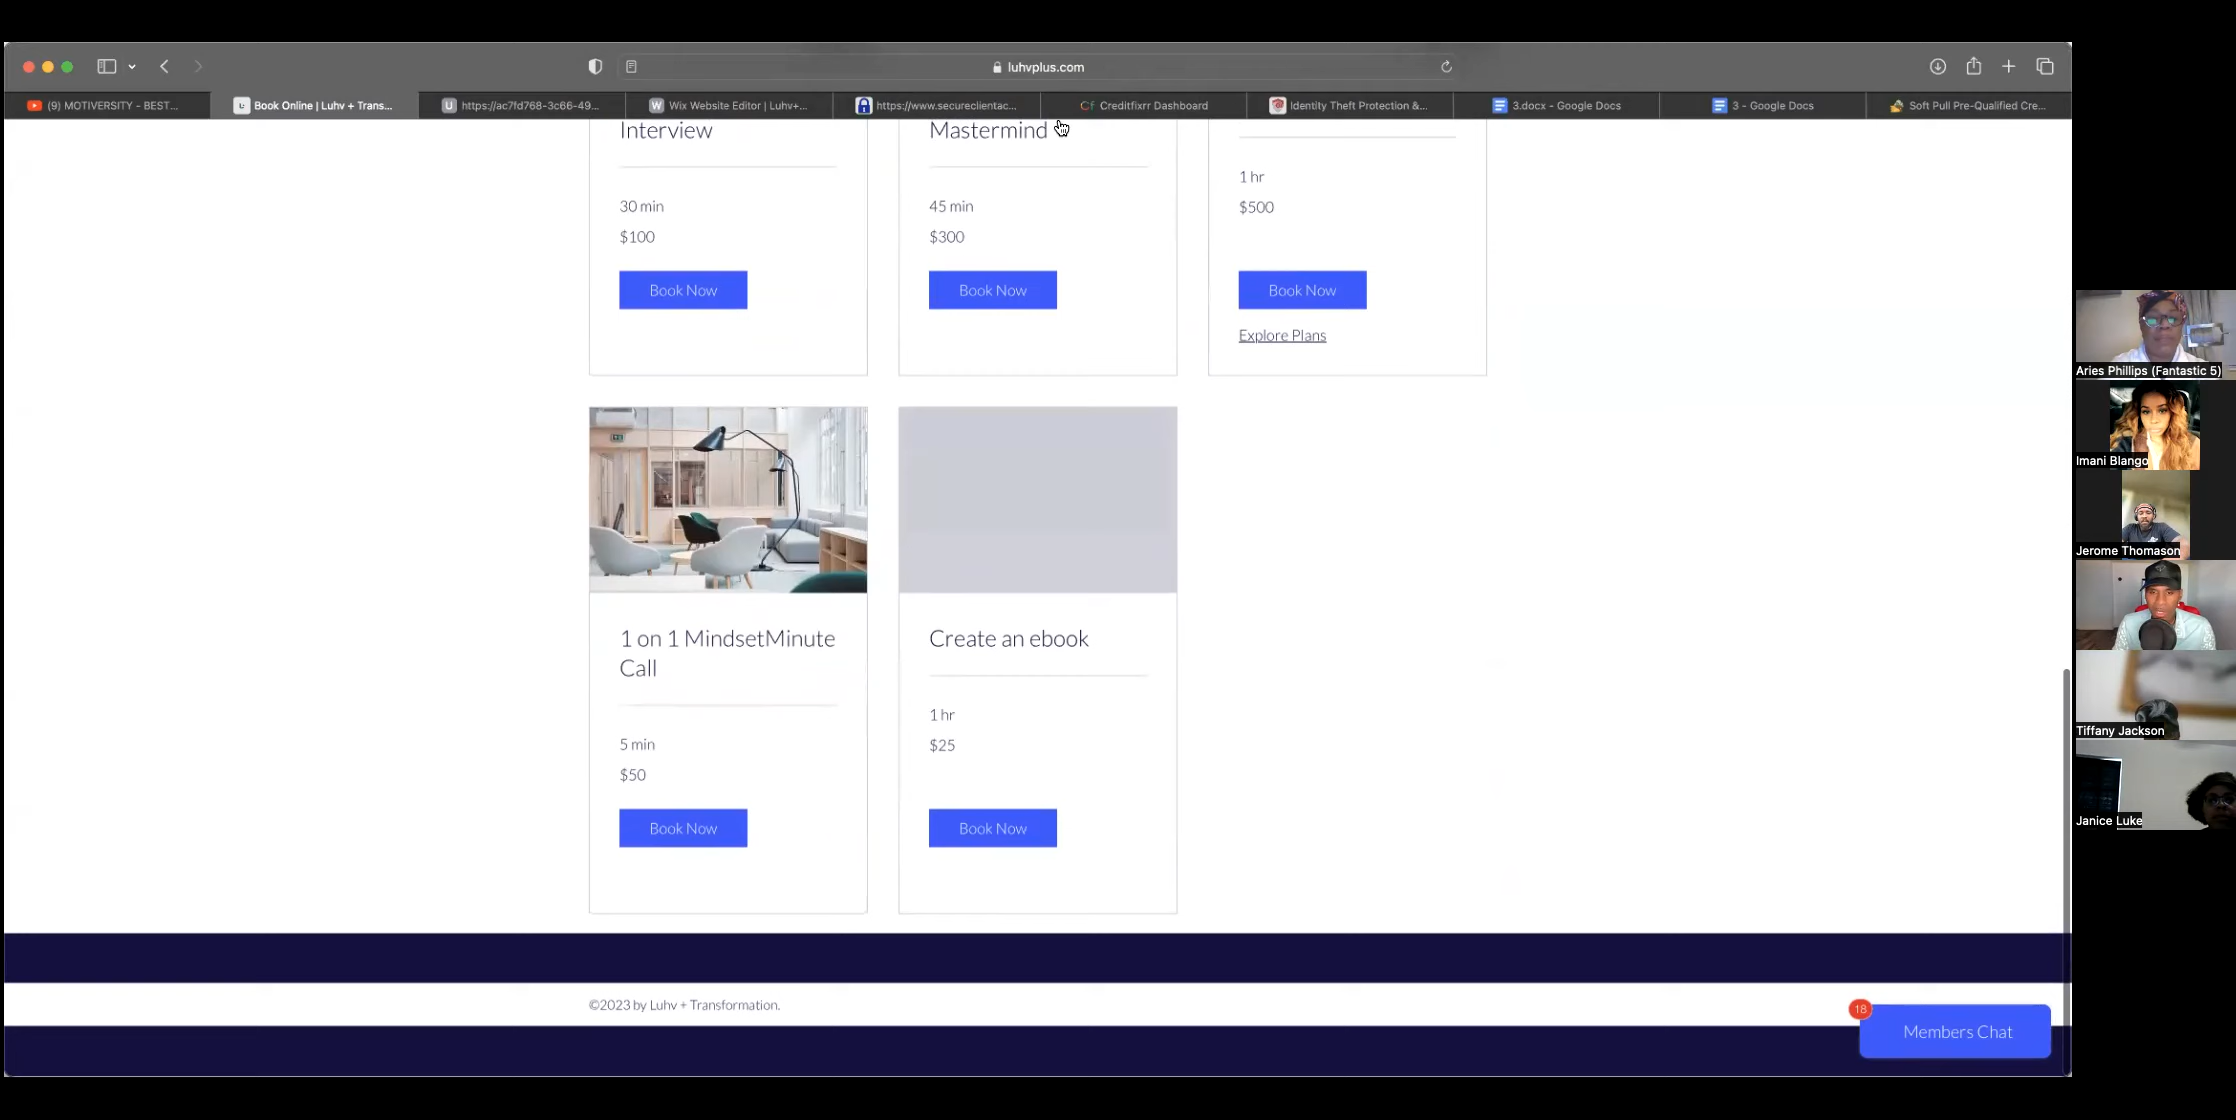 luhvplus.com
(9) MOTIVERSITY - BEST...
Book Online | Luhv + Trans...
https://ac7fd768-3c66-49...
Wix Website Editor | Luhv+...
https://www.secureclientac...
Creditfixrr Dashboard
Identity Theft Protection &...
3.docx - Google Docs
3 - Google Docs
Soft Pull Pre-Qualified Cre...
Interview
30 min
$100
Book Now
Mastermind
45 min
$300
Book Now
1 hr
$500
Book Now
Explore Plans
1 on 1 MindsetMinute
Call
5 min
$50
Book Now
Create an ebook
1 hr
$25
Book Now
©2023 by Luhv + Transformation.
18
Members Chat
Aries Phillips (Fantastic 5)
Imani Blango
Jerome Thomason
Tiffany Jackson
Janice Luke